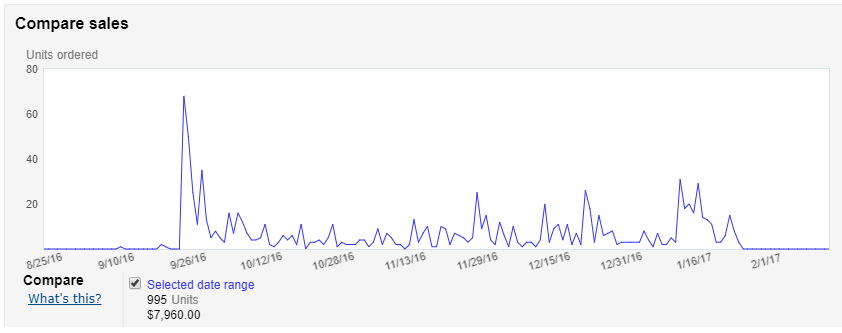 Compare sales
Units ordered
80
60
40
20
8/25/16 9/10/16 9/26/16 10/12/16 10/28/16 11/13/16 11/29/16 12/15/16 12/31/16 1/16/17 2/1/17
Compare
What's this?
Selected date range
995 Units
$7,960.00